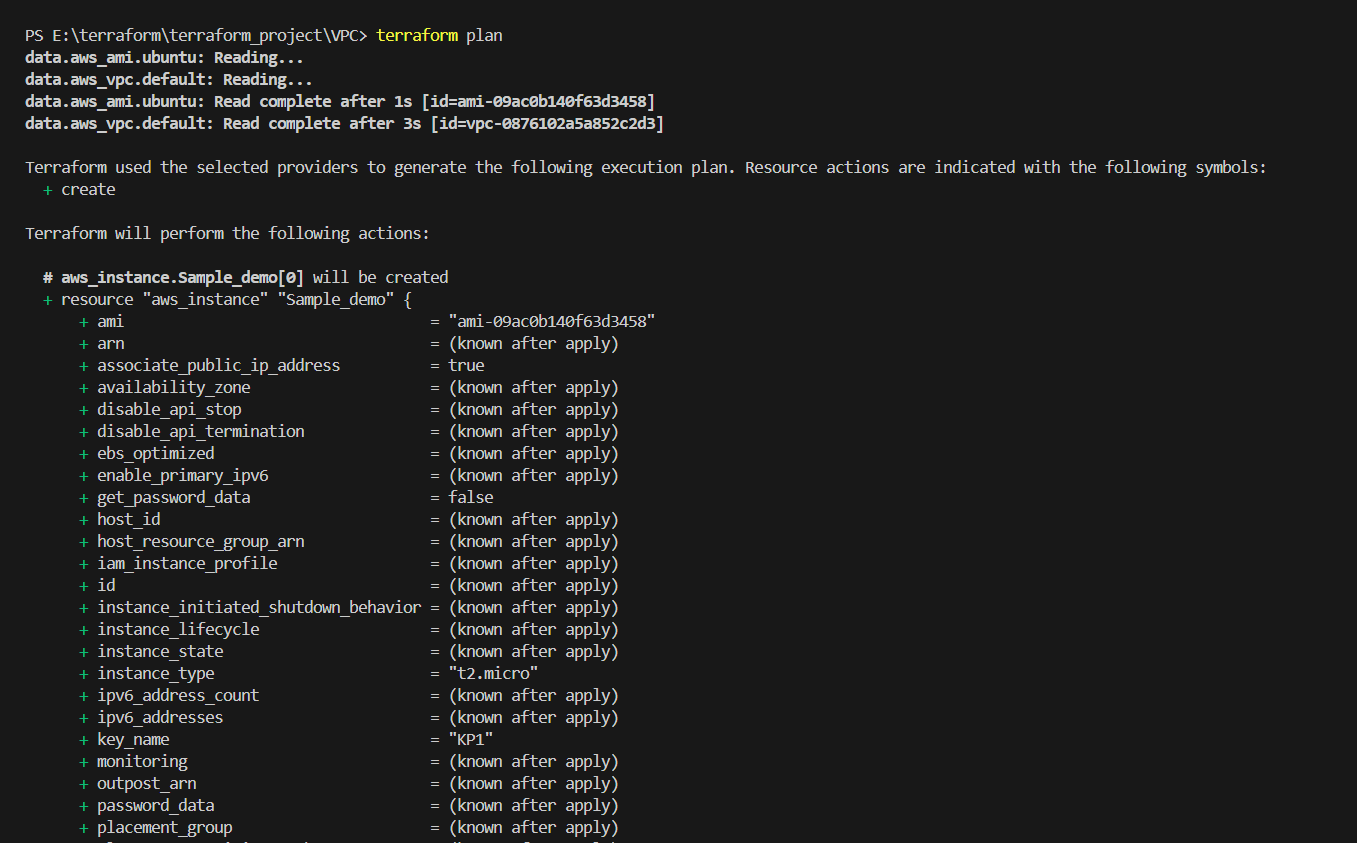 PS E:\terraform\terraform_project\VPC> terraform plan
data.aws_ami.ubuntu: Reading...
data.aws_vpc.default: Reading...
data.aws_ami.ubuntu: Read complete after 1s [id=ami-09ac0b140f63d3458]
data.aws_vpc.default: Read complete after 3s [id=vpc-0876102a5a852c2d3]
Terraform used the selected providers to generate the following execution plan. Resource actions are indicated with the following symbols:
+ create
Terraform will perform the following actions:
# aws_instance.Sample_demo[0] will be created
+ resource "aws_instance" "Sample_demo" {
+ ami = "ami-09ac0b140f63d3458"
+ arn = (known after apply)
+ associate_public_ip_address = true
+ availability_zone = (known after apply)
+ disable_api_stop = (known after apply)
+ disable_api_termination = (known after apply)
+ ebs_optimized = (known after apply)
+ enable_primary_ipv6 = (known after apply)
+ get_password_data = false
+ host_id = (known after apply)
+ host_resource_group_arn = (known after apply)
+ iam_instance_profile = (known after apply)
+ id = (known after apply)
+ instance_initiated_shutdown_behavior = (known after apply)
+ instance_lifecycle = (known after apply)
+ instance_state = (known after apply)
+ instance_type = "t2.micro"
+ ipv6_address_count = (known after apply)
+ ipv6_addresses = (known after apply)
+ key_name = "KP1"
+ monitoring = (known after apply)
+ outpost_arn = (known after apply)
+ password_data = (known after apply)
+ placement_group = (known after apply)